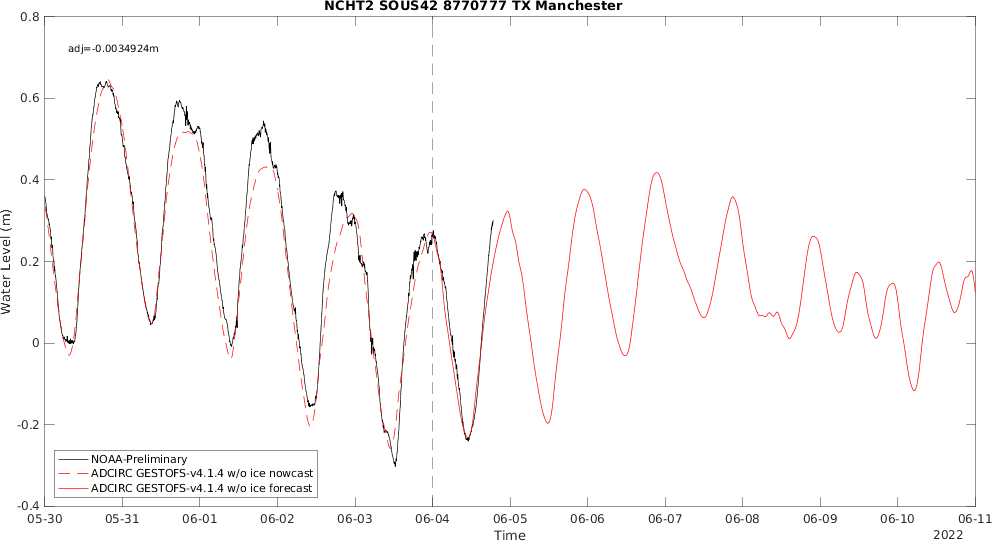 NCHT2 SOUS42 8770777 TX Manchester
0.8
adj=-0.0034924m
0.6
0.4
0.2
0
-0.2
-0.4
Water Level (m)
NOAA-Preliminary
ADCIRC GESTOFS-v4.1.4 w/o ice nowcast
ADCIRC GESTOFS-v4.1.4 w/o ice forecast
05-30 05-31 06-01 06-02 06-03 06-04 06-05 06-06 06-07 06-08 06-09 06-10 06-11
Time
2022